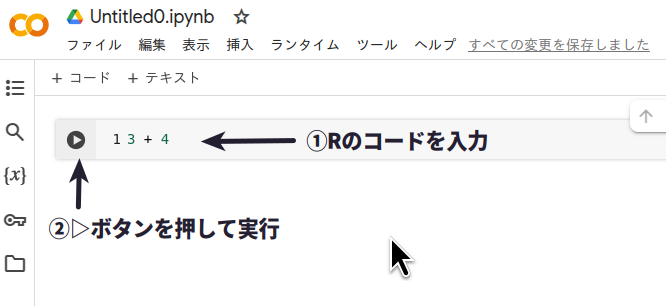 Untitled0.ipynb
ファイル 編集 表示 挿入 ランタイム ツール ヘルプ すべての変更を保存しました
+ コード + テキスト
1 3 + 4
①Rのコードを入力
{x}
②▷ボタンを押して実行